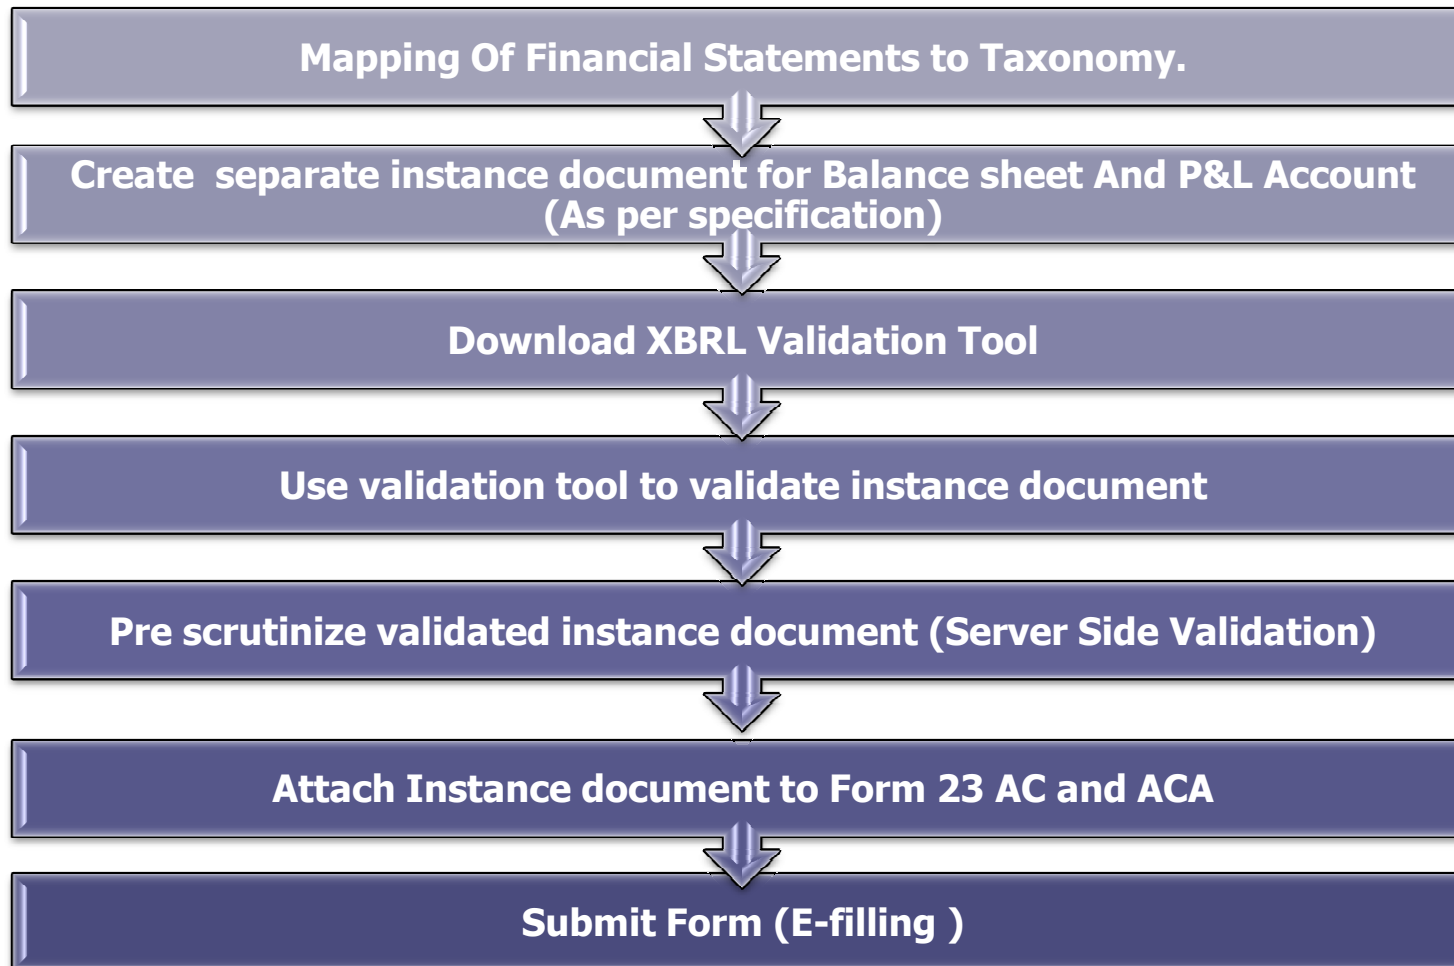 Mapping Of Financial Statements to Taxonomy.
Create separate instance document for Balance sheet And P&L Account
(As per specification)
Download XBRL Validation Tool
Use validation tool to validate instance document
Pre scrutinize validated instance document (Server Side Validation)
Attach Instance document to Form 23 AC and ACA
Submit Form (E-filling )